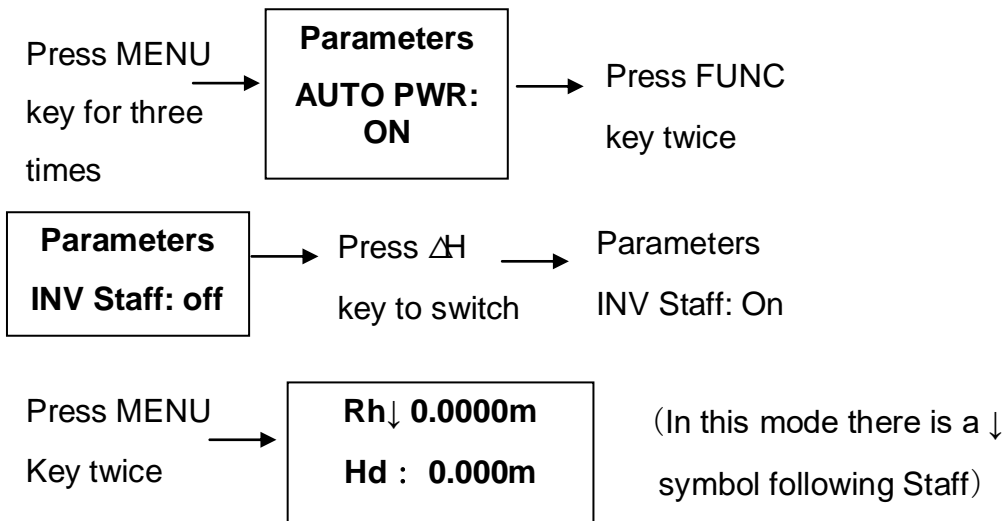 Press MENU
key for three
times
Parameters
AUTO PWR:
ON
Press FUNC
key twice
Parameters
INV Staff: off
Press ⊿H
key to switch
Parameters
INV Staff: On
Press MENU
Key twice
Rh↓ 0.0000m
Hd : 0.000m
（In this mode there is a ↓
symbol following Staff）